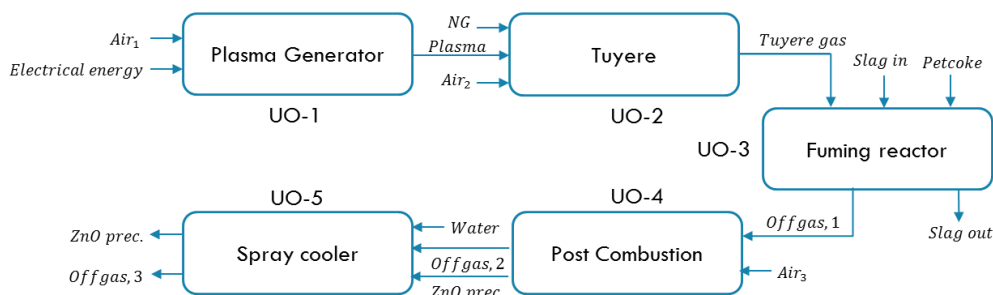 Air₁
Electrical energy
Plasma Generator
UO-1
NG
Plasma
Air₂
Tuyere
UO-2
Tuyere gas
Slag in
Petcoke
UO-3
Fuming reactor
Slag out
Offgas, 1
UO-4
Post Combustion
Air₃
Water
Offgas, 2
ZnO prec.
UO-5
Spray cooler
ZnO prec.
Offgas, 3